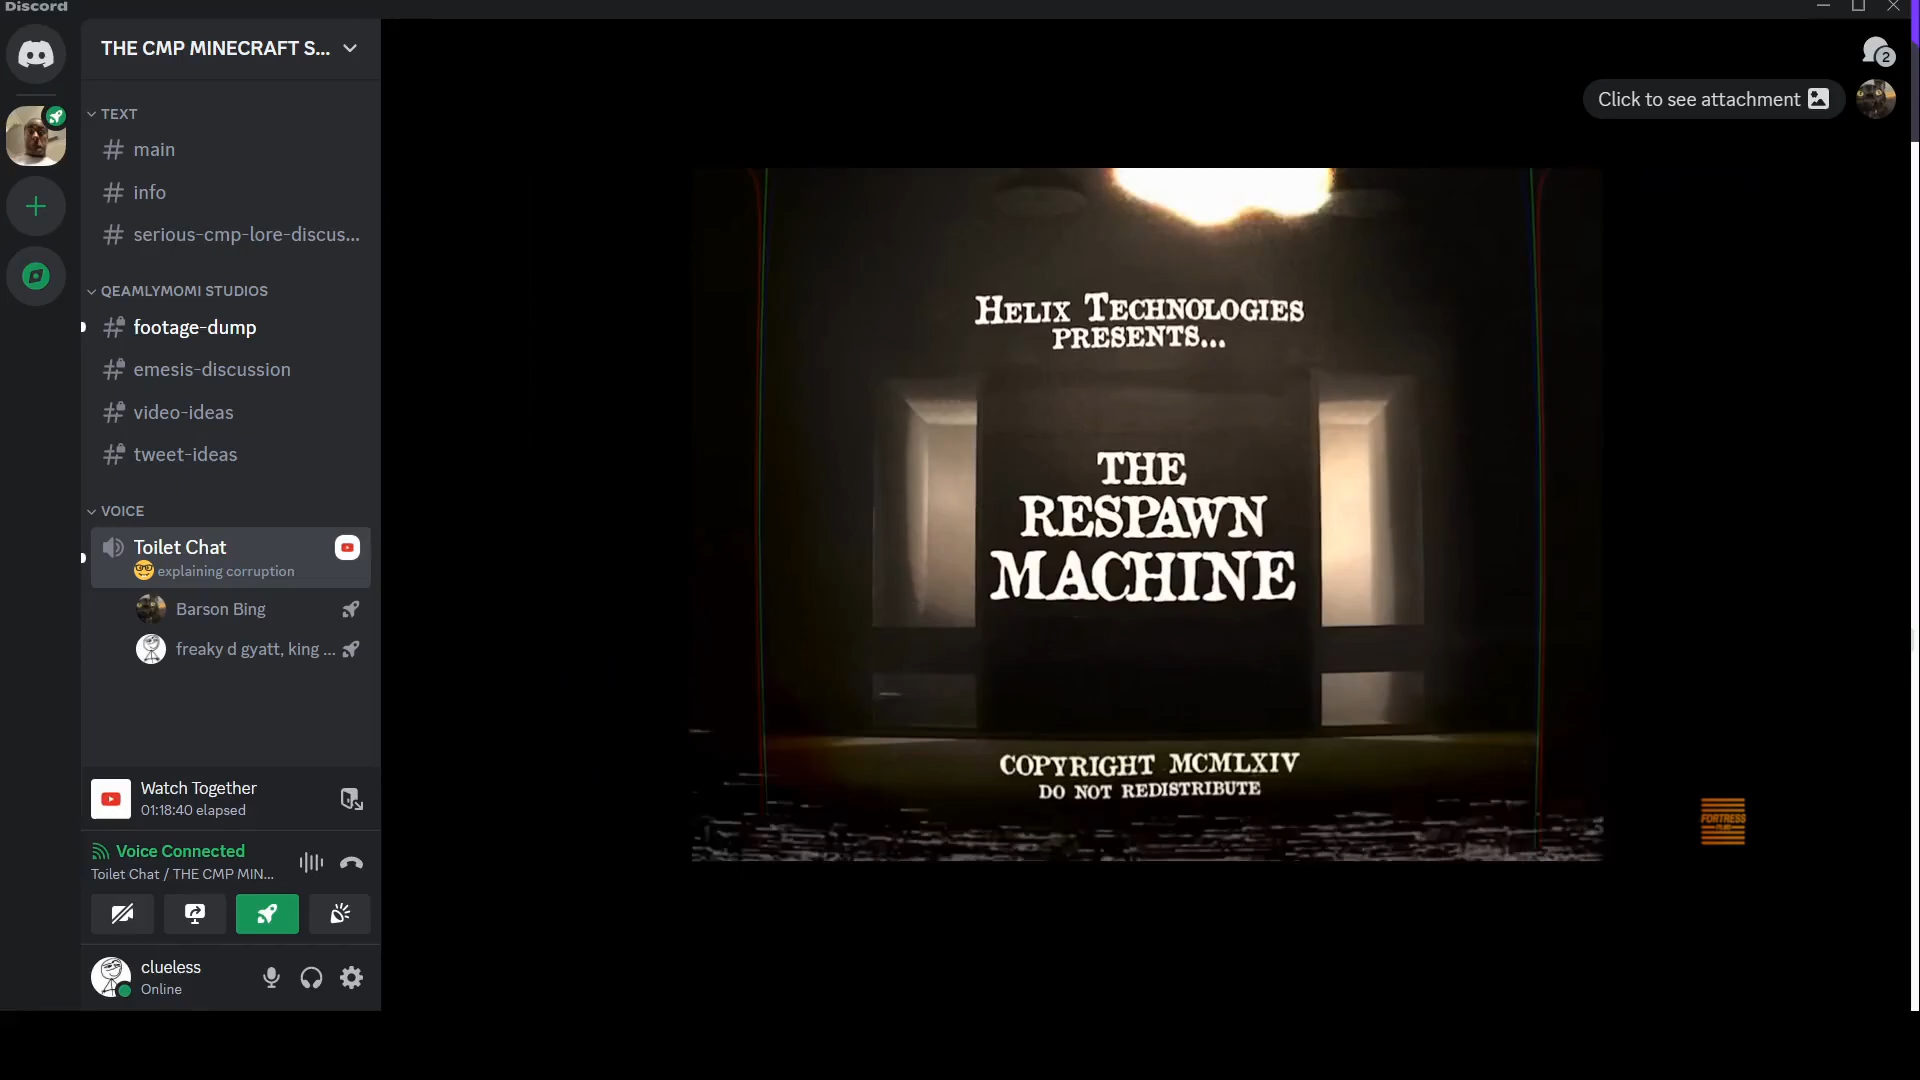 Discord
THE CMP MINECRAFT S...
TEXT
main
info
serious-cmp-lore-discus...
QEAMLYMOMI STUDIOS
footage-dump
emesis-discussion
video-ideas
tweet-ideas
VOICE
Toilet Chat
explaining corruption
Barson Bing
freaky d gyatt, king ...
Watch Together
01:18:40 elapsed
Voice Connected
Toilet Chat / THE CMP MIN...
clueless
Online
2
Click to see attachment
HELIX TECHNOLOGIES
PRESENTS...
THE
RESPAWN
MACHINE
COPYRIGHT MCMLXIV
DO NOT REDISTRIBUTE
FORTRESS
FILMS